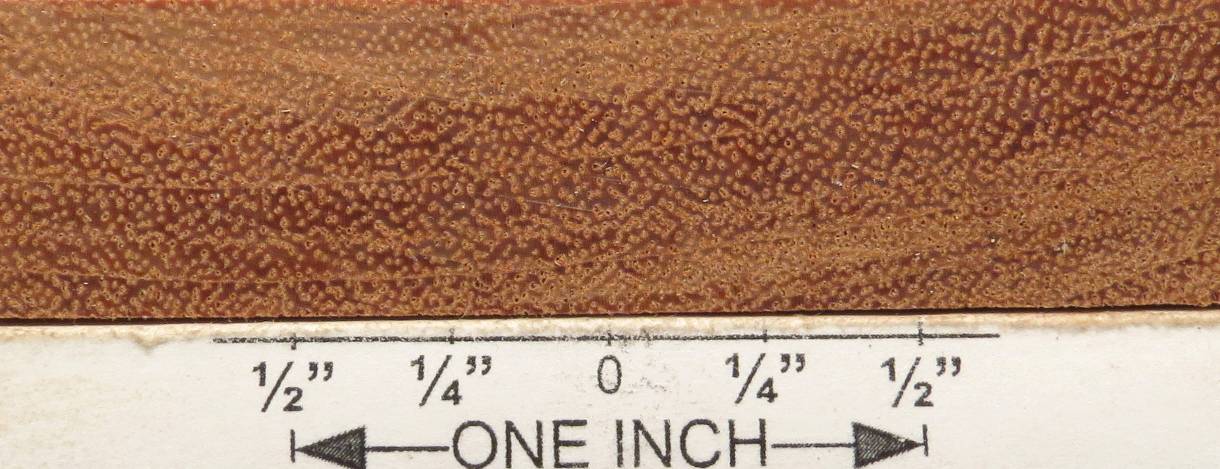 ½” ¼” 0 ¼” ½”
ONE INCH